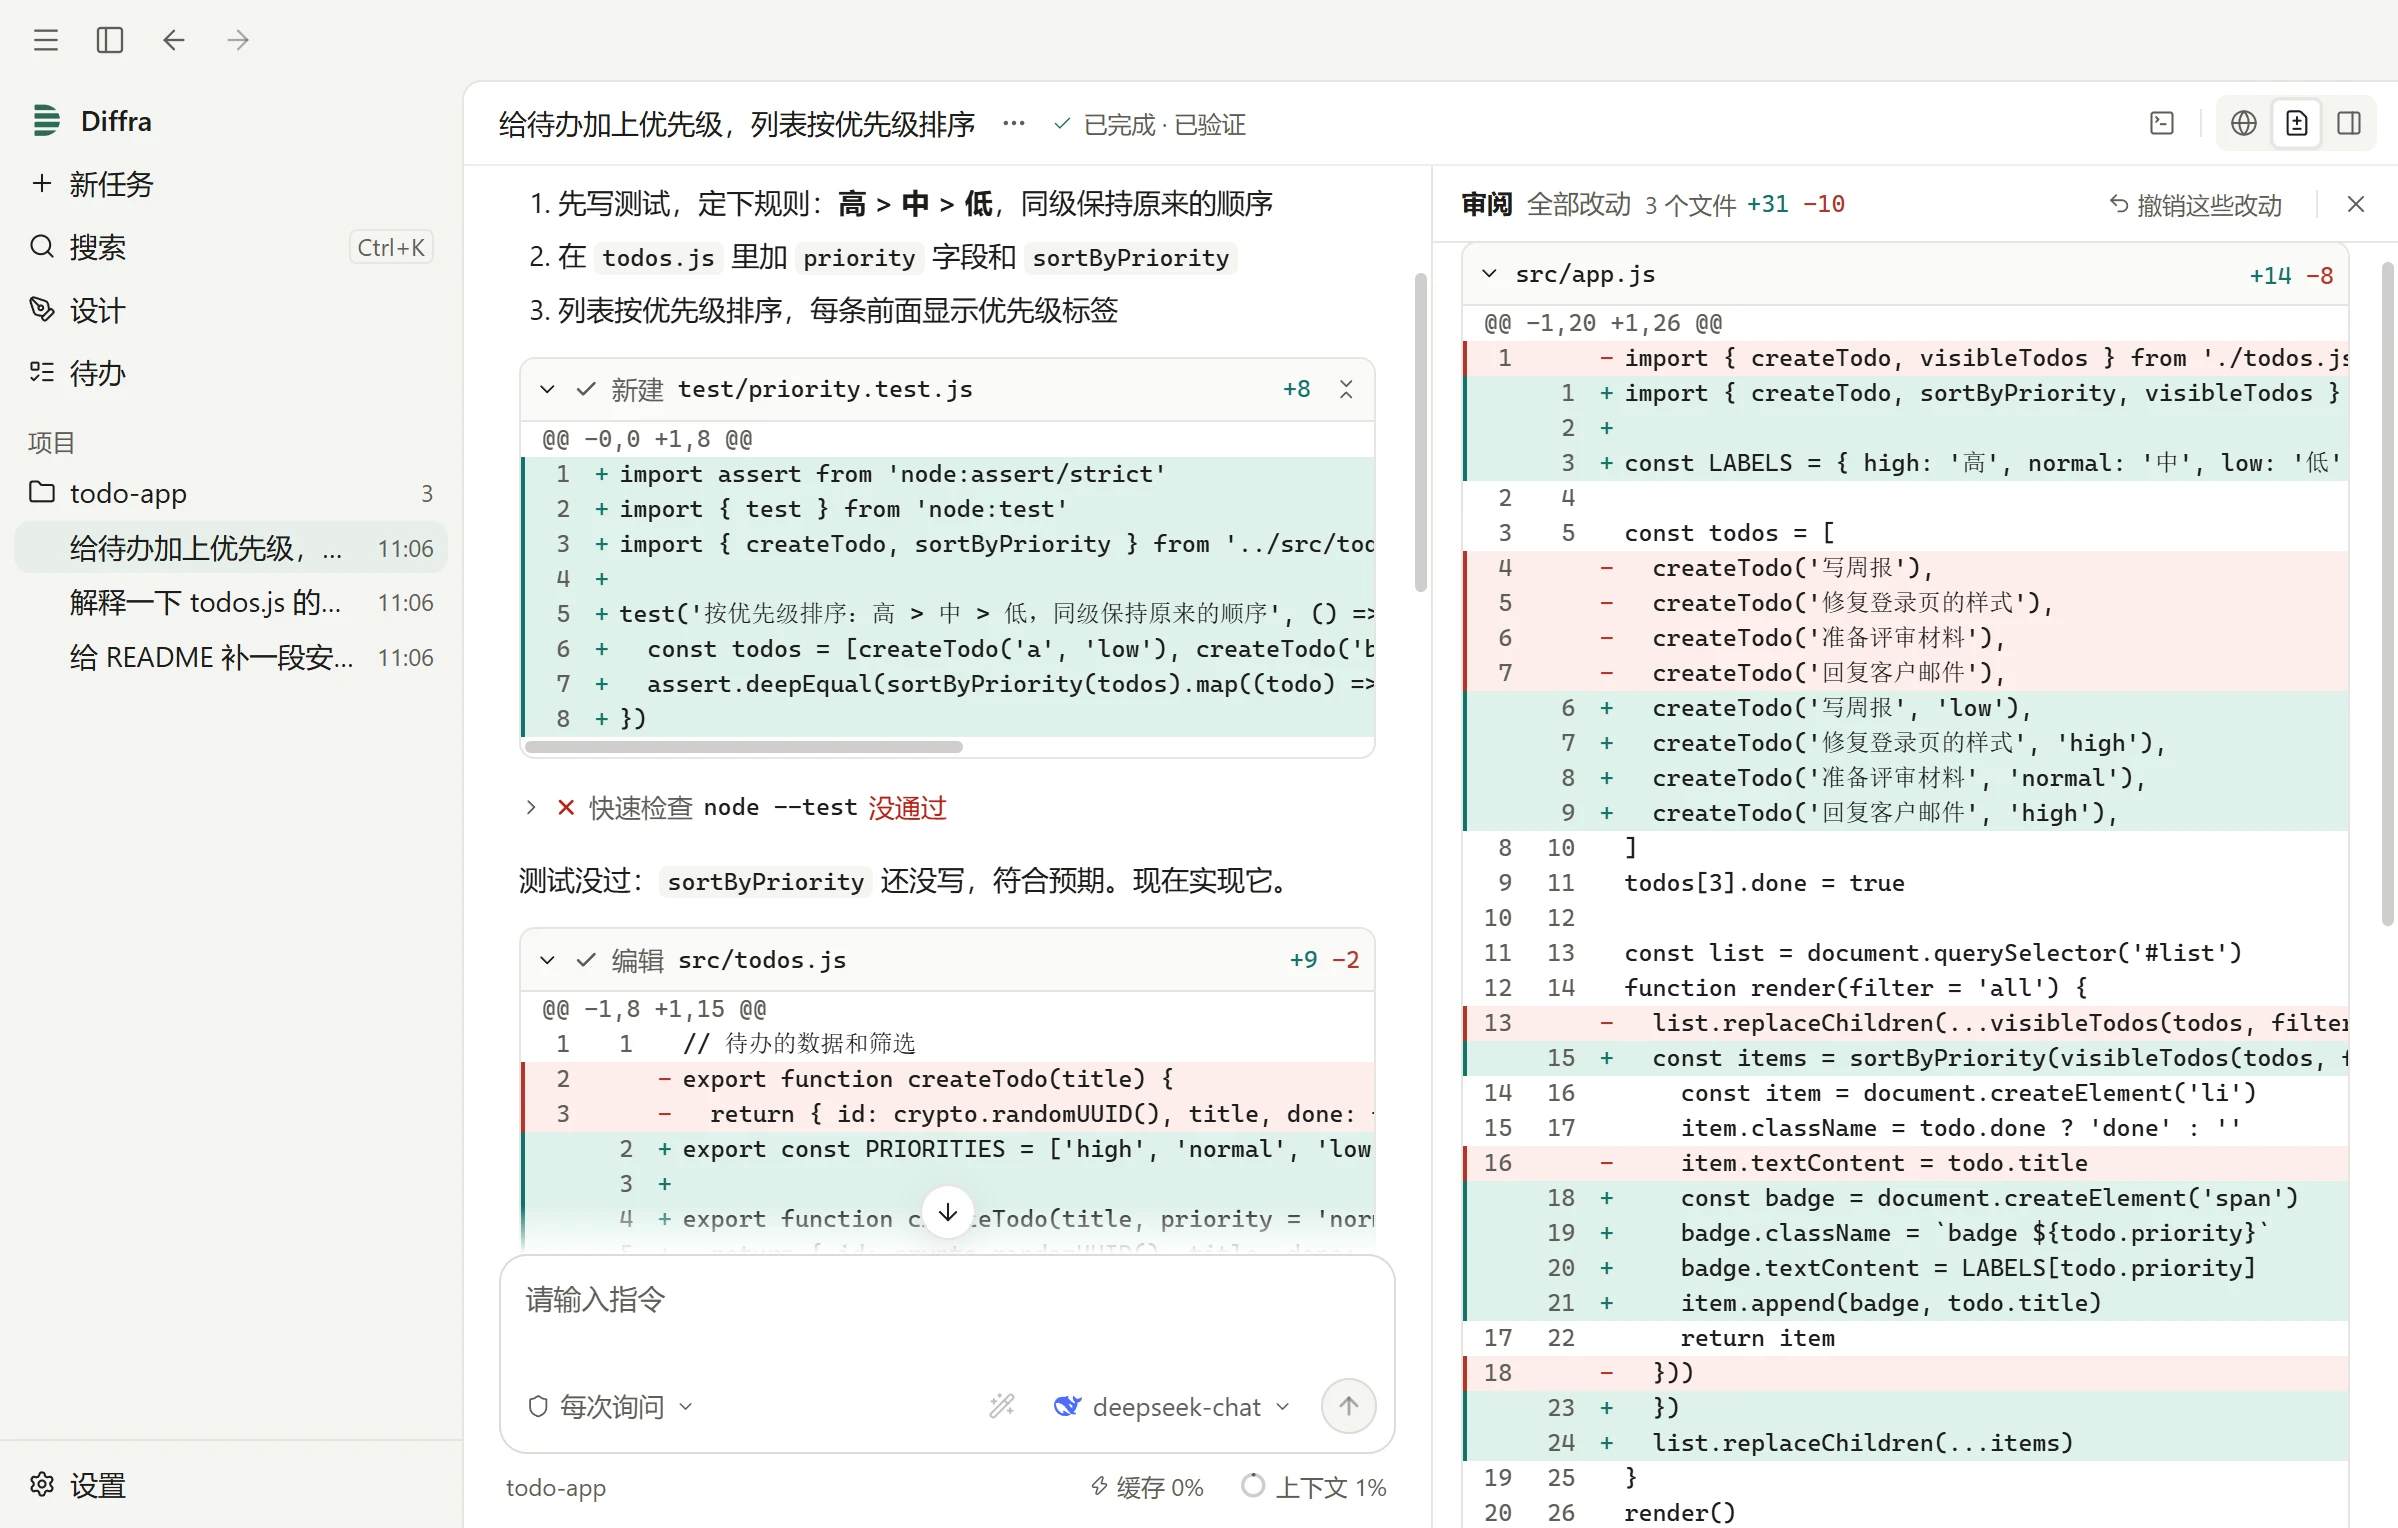 Diffra
新任务
搜索 Ctrl+K
设计
待办
项目
todo-app 3
给待办加上优先级，... 11:06
解释一下 todos.js 的... 11:06
给 README 补一段安... 11:06
设置
给待办加上优先级，列表按优先级排序 ··· 已完成 · 已验证
1. 先写测试，定下规则：高 > 中 > 低，同级保持原来的顺序
2. 在 todos.js 里加 priority 字段和 sortByPriority
3. 列表按优先级排序，每条前面显示优先级标签
新建 test/priority.test.js +8
@@ -0,0 +1,8 @@
1 + import assert from 'node:assert/strict'
2 + import { test } from 'node:test'
3 + import { createTodo, sortByPriority } from '../src/tod
4 +
5 + test('按优先级排序：高 > 中 > 低，同级保持原来的顺序', () =>
6 +   const todos = [createTodo('a', 'low'), createTodo('b
7 +   assert.deepEqual(sortByPriority(todos).map((todo) =>
8 + })
快速检查 node --test 没通过
测试没过： sortByPriority 还没写，符合预期。现在实现它。
编辑 src/todos.js +9 -2
@@ -1,8 +1,15 @@
1 1 // 待办的数据和筛选
2 - export function createTodo(title) {
3 -   return { id: crypto.randomUUID(), title, done:
2 + export const PRIORITIES = ['high', 'normal', 'low
3 +
4 + export function createTodo(title, priority = 'nor
5 +   return { id: crypto.randomUUID(), title, done:
请输入指令
每次询问 deepseek-chat
todo-app 缓存 0% 上下文 1%
审阅 全部改动 3 个文件 +31 -10 撤销这些改动
src/app.js +14 -8
@@ -1,20 +1,26 @@
1 - import { createTodo, visibleTodos } from './todos.js
1 + import { createTodo, sortByPriority, visibleTodos }
2 +
3 + const LABELS = { high: '高', normal: '中', low: '低'
2 4
3 5 const todos = [
4 -   createTodo('写周报'),
5 -   createTodo('修复登录页的样式'),
6 -   createTodo('准备评审材料'),
7 -   createTodo('回复客户邮件'),
6 +   createTodo('写周报', 'low'),
7 +   createTodo('修复登录页的样式', 'high'),
8 +   createTodo('准备评审材料', 'normal'),
9 +   createTodo('回复客户邮件', 'high'),
8 10 ]
9 11 todos[3].done = true
10 12
11 13 const list = document.querySelector('#list')
12 14 function render(filter = 'all') {
13 -   list.replaceChildren(...visibleTodos(todos, filter
15 +   const items = sortByPriority(visibleTodos(todos, f
14 16     const item = document.createElement('li')
15 17     item.className = todo.done ? 'done' : ''
16 -     item.textContent = todo.title
18 +     const badge = document.createElement('span')
19 +     badge.className = `badge ${todo.priority}`
20 +     badge.textContent = LABELS[todo.priority]
21 +     item.append(badge, todo.title)
17 22     return item
18 -   }))
23 +   })
24 +   list.replaceChildren(...items)
19 25 }
20 26 render()